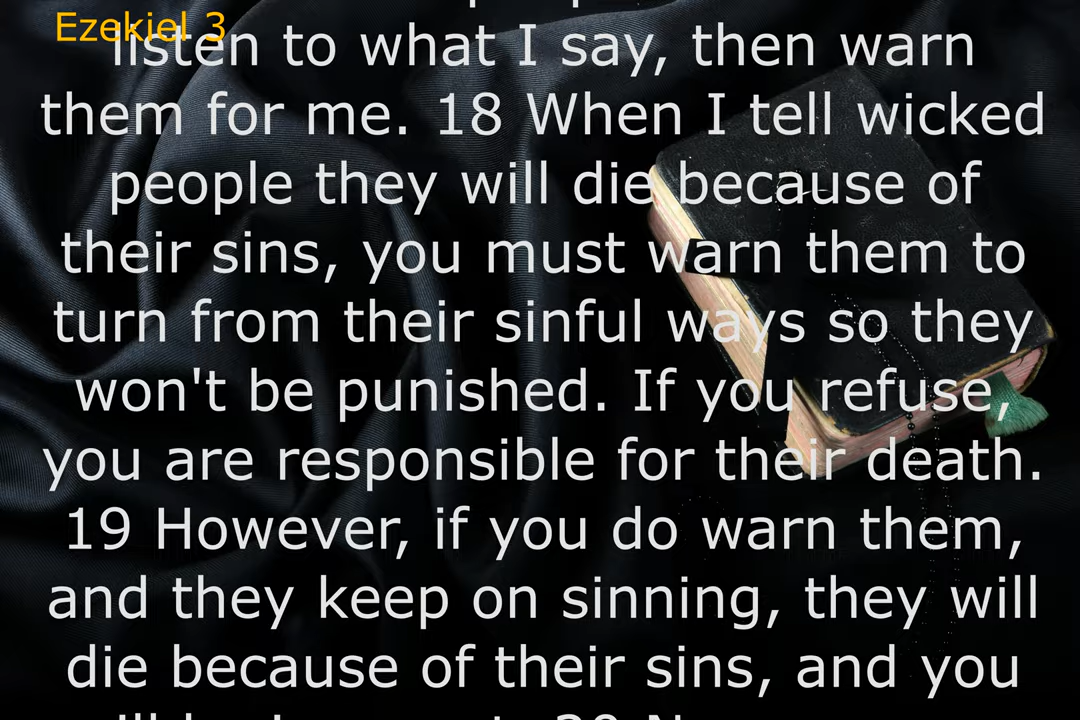 Ezekiel 3
listen to what I say, then warn
them for me. 18 When I tell wicked
people they will die because of
their sins, you must warn them to
turn from their sinful ways so they
won't be punished. If you refuse,
you are responsible for their death.
19 However, if you do warn them,
and they keep on sinning, they will
die because of their sins, and you